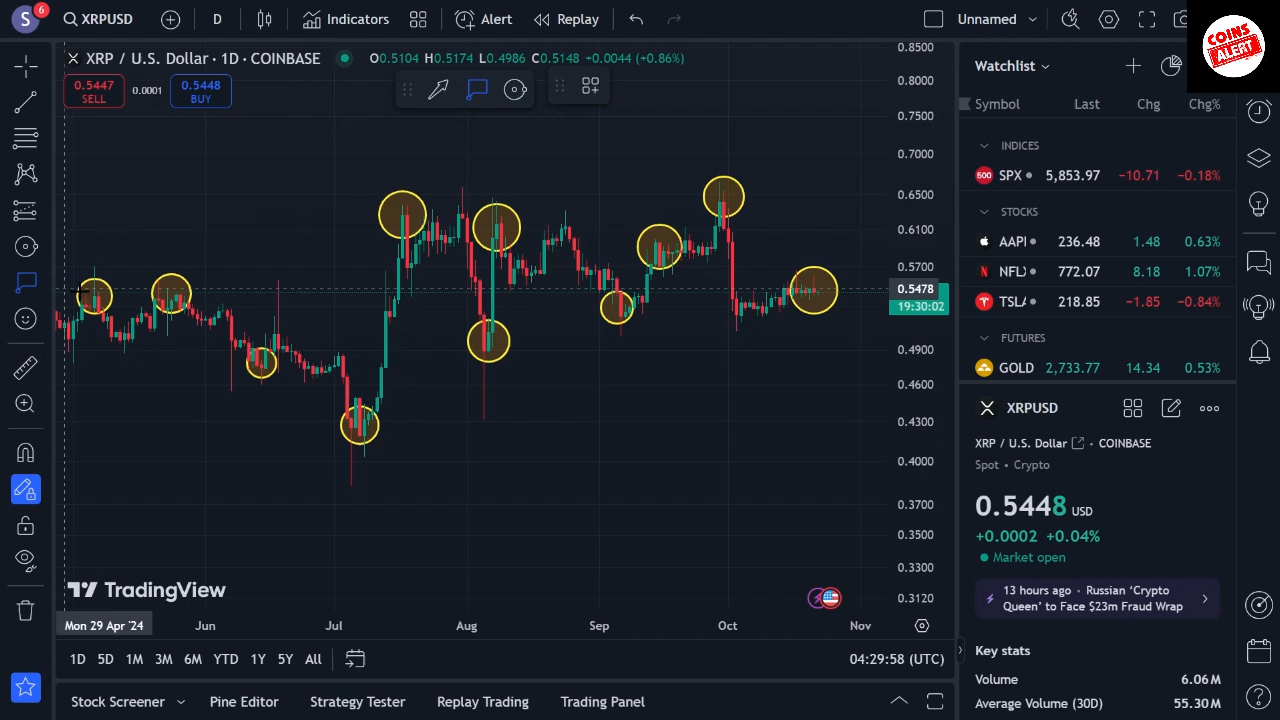 S 6 XRPUSD D Indicators Alert Replay Unnamed
COINS
ALERT
XRP / U.S. Dollar · 1D · COINBASE O0.5104 H0.5174 L0.4986 C0.5148 +0.0044 (+0.86%)
0.5447 0.0001 0.5448
SELL BUY
0.8500
0.8000
0.7500
0.7000
0.6500
0.6100
0.5700
0.5478
19:30:02
0.4900
0.4600
0.4300
0.4000
0.3700
0.3500
0.3300
0.3120
TradingView
Mon 29 Apr '24 Jun Jul Aug Sep Oct Nov
1D 5D 1M 3M 6M YTD 1Y 5Y All 04:29:58 (UTC)
Stock Screener Pine Editor Strategy Tester Replay Trading Trading Panel
Watchlist
Symbol Last Chg Chg%
INDICES
500 SPX 5,853.97 −10.71 −0.18%
STOCKS
AAPL 236.48 1.48 0.63%
NFLX 772.07 8.18 1.07%
TSLA 218.85 −1.85 −0.84%
FUTURES
GOLD 2,733.77 14.34 0.53%
XRPUSD
XRP / U.S. Dollar · COINBASE
Spot • Crypto
0.5448 USD
+0.0002 +0.04%
Market open
13 hours ago • Russian ‘Crypto
Queen’ to Face $23m Fraud Wrap
Key stats
Volume 6.06M
Average Volume (30D) 55.30M